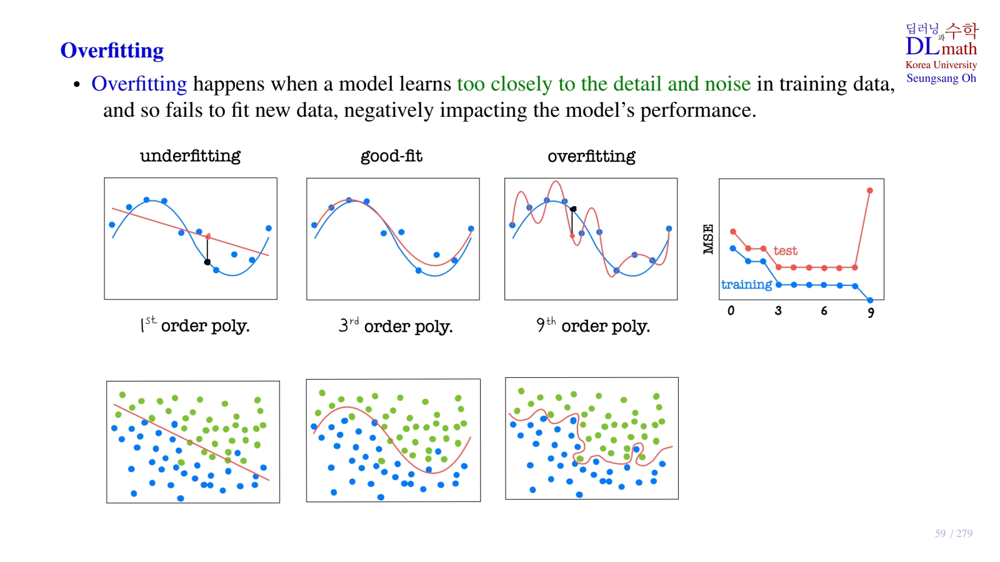 딥러닝과 수학
DL math
Korea University
Seungsang Oh
Overfitting
• Overfitting happens when a model learns too closely to the detail and noise in training data,
and so fails to fit new data, negatively impacting the model's performance.
underfitting
good-fit
overfitting
MSE
test
training
0 3 6 9
1st order poly.
3rd order poly.
9th order poly.
59 / 279